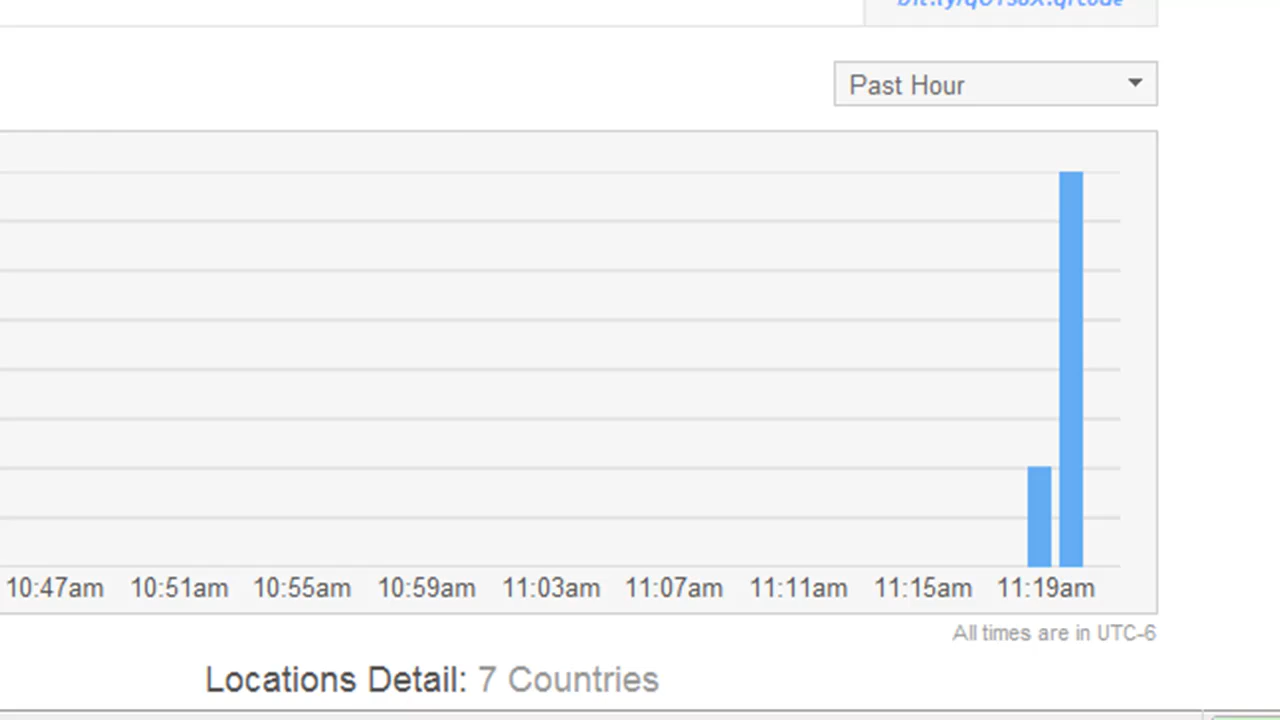 Past Hour
10:47am 10:51am 10:55am 10:59am 11:03am 11:07am 11:11am 11:15am 11:19am
All times are in UTC-6
Locations Detail: 7 Countries